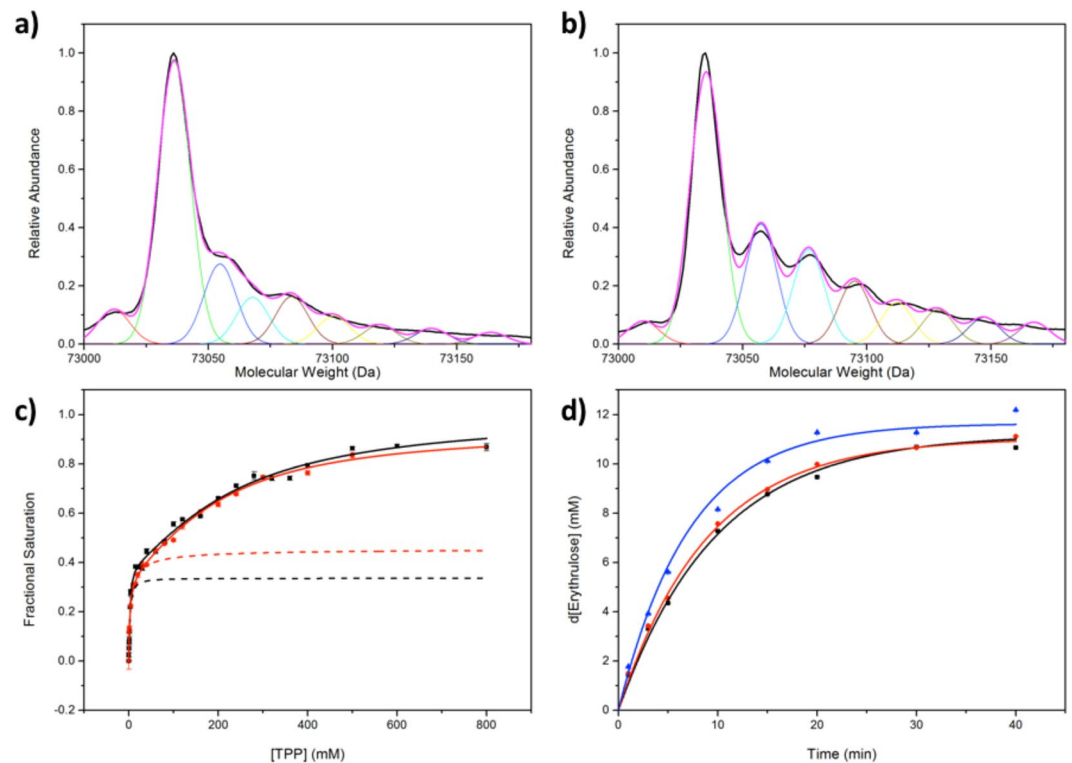 a)
1.0
0.8
0.6
0.4
0.2
0.0
Relative Abundance
73000 73050 73100 73150
Molecular Weight (Da)
b)
1.0
0.8
0.6
0.4
0.2
0.0
Relative Abundance
73000 73050 73100 73150
Molecular Weight (Da)
c)
1.0
0.8
0.6
0.4
0.2
0.0
-0.2
Fractional Saturation
0 200 400 600 800
[TPP] (mM)
d)
12
10
8
6
4
2
0
d[Erythrulose] (mM)
0 10 20 30 40
Time (min)